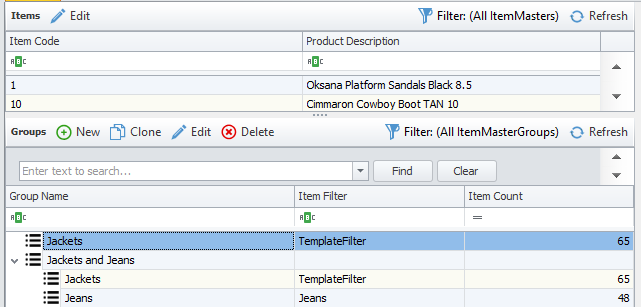 Items Edit Filter: (All ItemMasters) Refresh
Item Code Product Description
ABC ABC
1 Oksana Platform Sandals Black 8.5
10 Cimmaron Cowboy Boot TAN 10
Groups New Clone Edit Delete Filter: (All ItemMasterGroups) Refresh
Enter text to search... Find Clear
Group Name Item Filter Item Count
ABC ABC =
Jackets TemplateFilter 65
Jackets and Jeans
Jackets TemplateFilter 65
Jeans Jeans 48